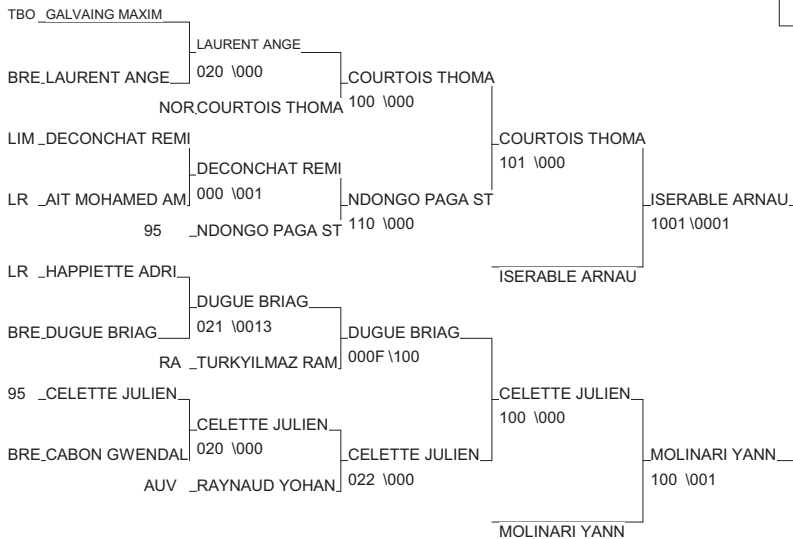 TBO GALVAING MAXIM
LAURENT ANGE
BRE LAURENT ANGE 020 \000 COURTOIS THOMA
NOR COURTOIS THOMA 100 \000
LIM DECONCHAT REMI COURTOIS THOMA
DECONCHAT REMI 101 \000
LR AIT MOHAMED AM 000 \001 NDONGO PAGA ST ISERABLE ARNAU
95 NDONGO PAGA ST 110 \000 1001 \0001
LR HAPPIETTE ADRI ISERABLE ARNAU
DUGUE BRIAG
BRE DUGUE BRIAG 021 \0013 DUGUE BRIAG
RA TURKYILMAZ RAM 000F \100
95 CELETTE JULIEN CELETTE JULIEN
CELETTE JULIEN 100 \000
BRE CABON GWENDAL 020 \000 CELETTE JULIEN MOLINARI YANN
AUV RAYNAUD YOHAN 022 \000 100 \001
MOLINARI YANN